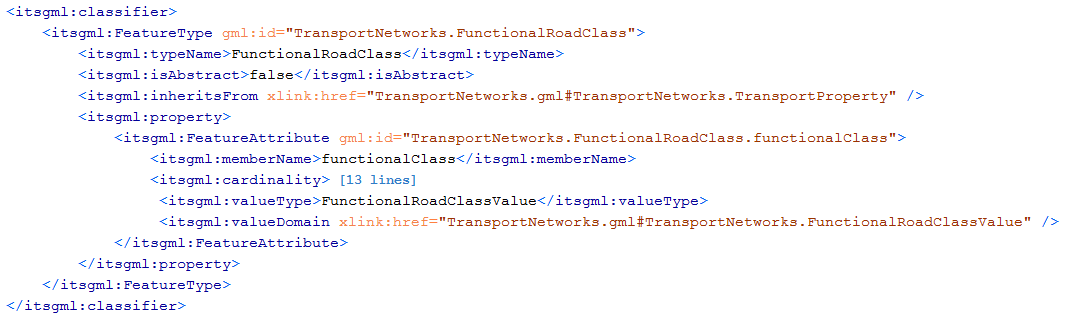 <itsgml:classifier>
<itsgml:FeatureType gml:id="TransportNetworks.FunctionalRoadClass">
<itsgml:typeName>FunctionalRoadClass</itsgml:typeName>
<itsgml:isAbstract>false</itsgml:isAbstract>
<itsgml:inheritsFrom xlink:href="TransportNetworks.gml#TransportNetworks.TransportProperty" />
<itsgml:property>
<itsgml:FeatureAttribute gml:id="TransportNetworks.FunctionalRoadClass.functionalClass">
<itsgml:memberName>functionalClass</itsgml:memberName>
<itsgml:cardinality> [13 lines]
<itsgml:valueType>FunctionalRoadClassValue</itsgml:valueType>
<itsgml:valueDomain xlink:href="TransportNetworks.gml#TransportNetworks.FunctionalRoadClassValue" />
</itsgml:FeatureAttribute>
</itsgml:property>
</itsgml:FeatureType>
</itsgml:classifier>